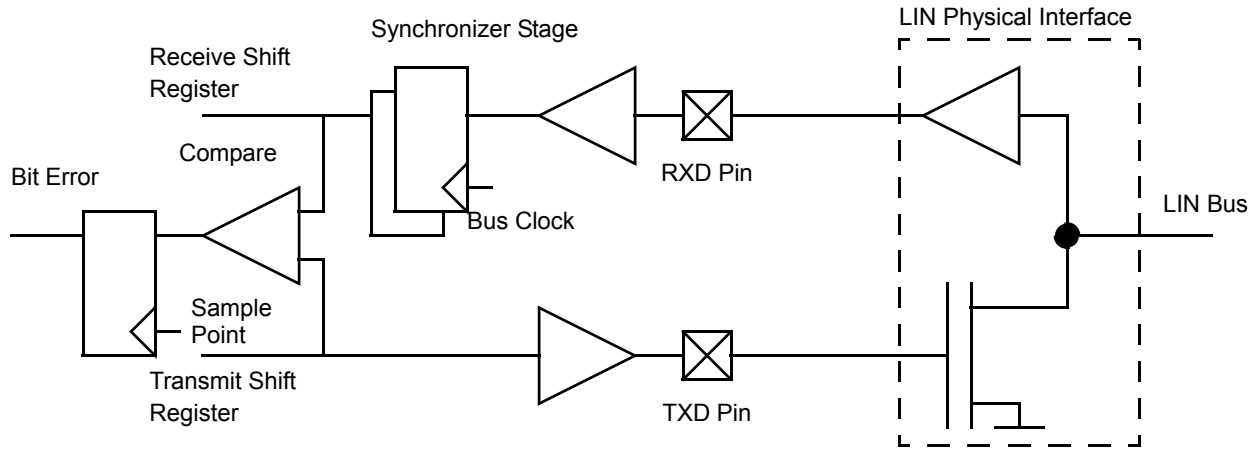 LIN Physical Interface
Synchronizer Stage
Receive Shift
Register
Compare
RXD Pin
Bit Error
Bus Clock
LIN Bus
Sample
Point
Transmit Shift
Register
TXD Pin